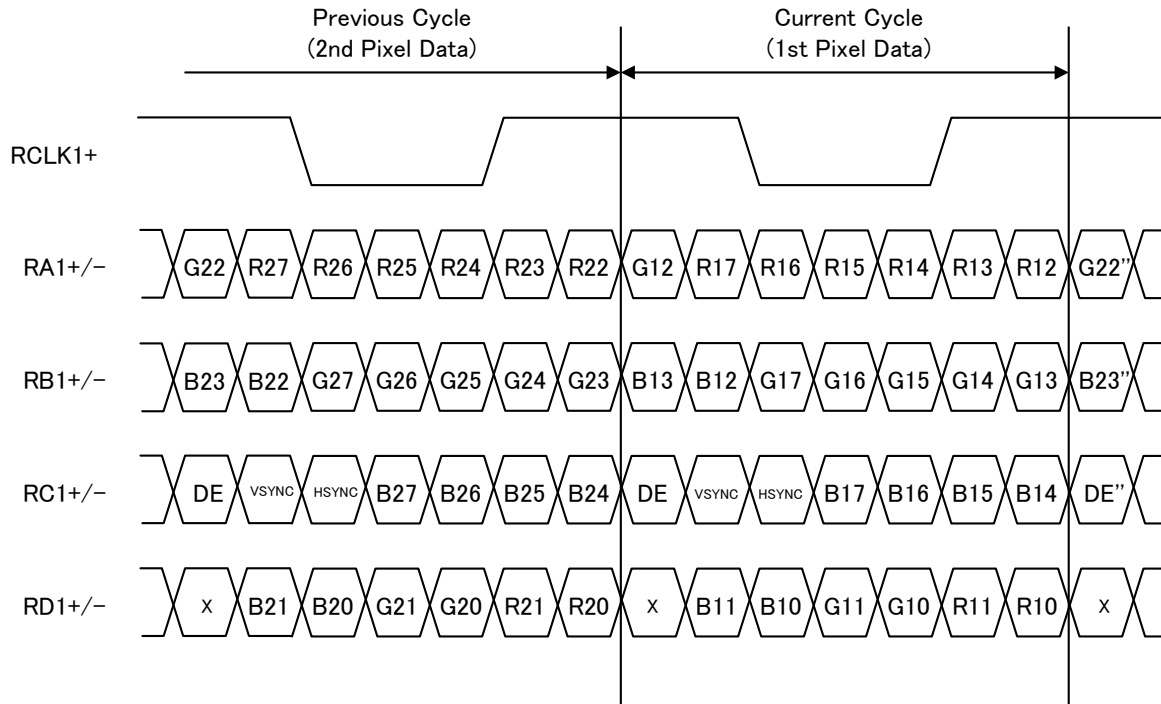 Previous Cycle
(2nd Pixel Data)
Current Cycle
(1st Pixel Data)
RCLK1+
RA1+/- G22 R27 R26 R25 R24 R23 R22 G12 R17 R16 R15 R14 R13 R12 G22''
RB1+/- B23 B22 G27 G26 G25 G24 G23 B13 B12 G17 G16 G15 G14 G13 B23''
RC1+/- DE VSYNC HSYNC B27 B26 B25 B24 DE VSYNC HSYNC B17 B16 B15 B14 DE''
RD1+/- X B21 B20 G21 G20 R21 R20 X B11 B10 G11 G10 R11 R10 X